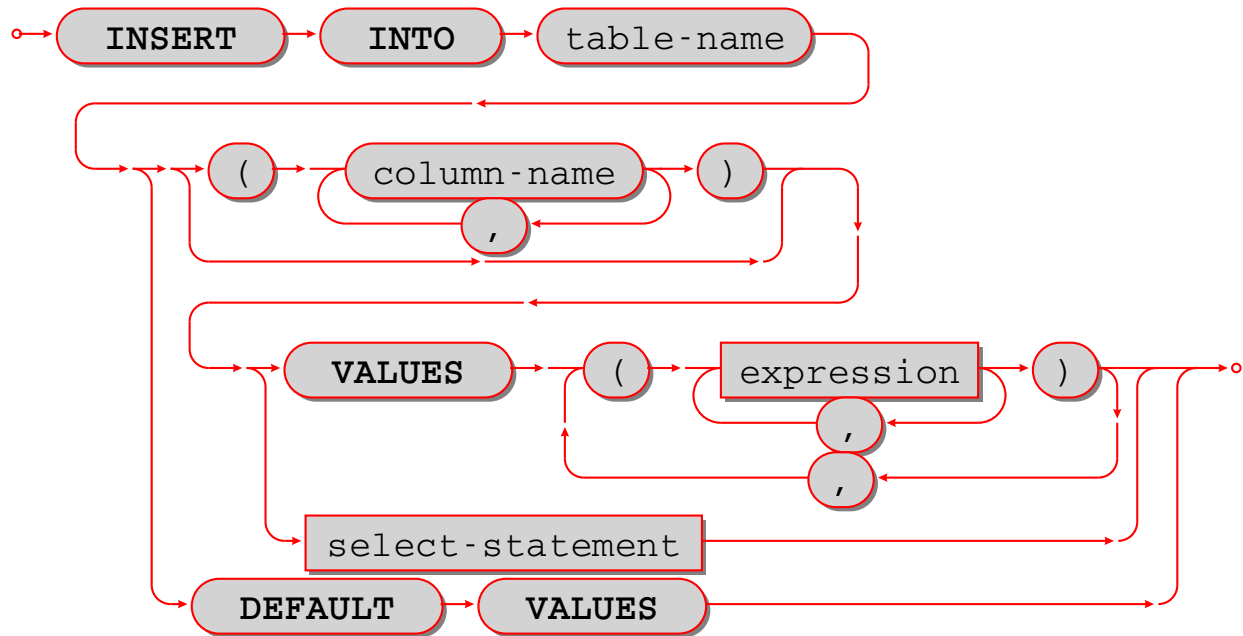 INSERT INTO table-name
( column-name )
,
VALUES ( expression )
,
,
select-statement
DEFAULT VALUES